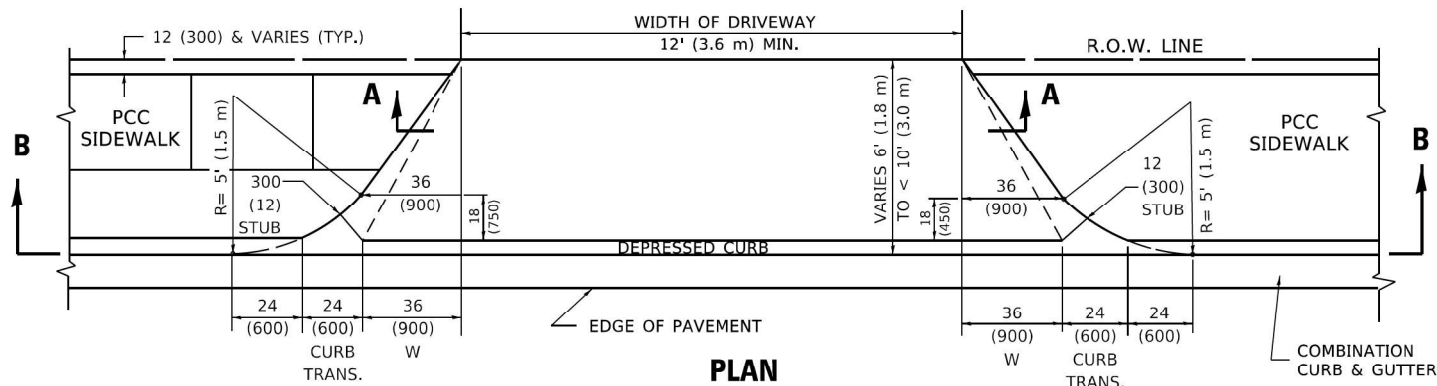 12 (300) & VARIES (TYP.)
WIDTH OF DRIVEWAY
12' (3.6 m) MIN.
R.O.W. LINE
B
PCC
SIDEWALK
R= 5' (1.5 m)
A
300
(12)
STUB
36
(900)
18
(750)
VARIES 6' (1.8 m)
TO < 10' (3.0 m)
A
36
(900)
18
(450)
12
(300)
STUB
R= 5' (1.5 m)
PCC
SIDEWALK
B
DEPRESSED CURB
24
(600)
24
(600)
CURB
TRANS.
36
(900)
W
EDGE OF PAVEMENT
36
(900)
W
24
(600)
CURB
TRANS.
24
(600)
COMBINATION
CURB & GUTTER
PLAN